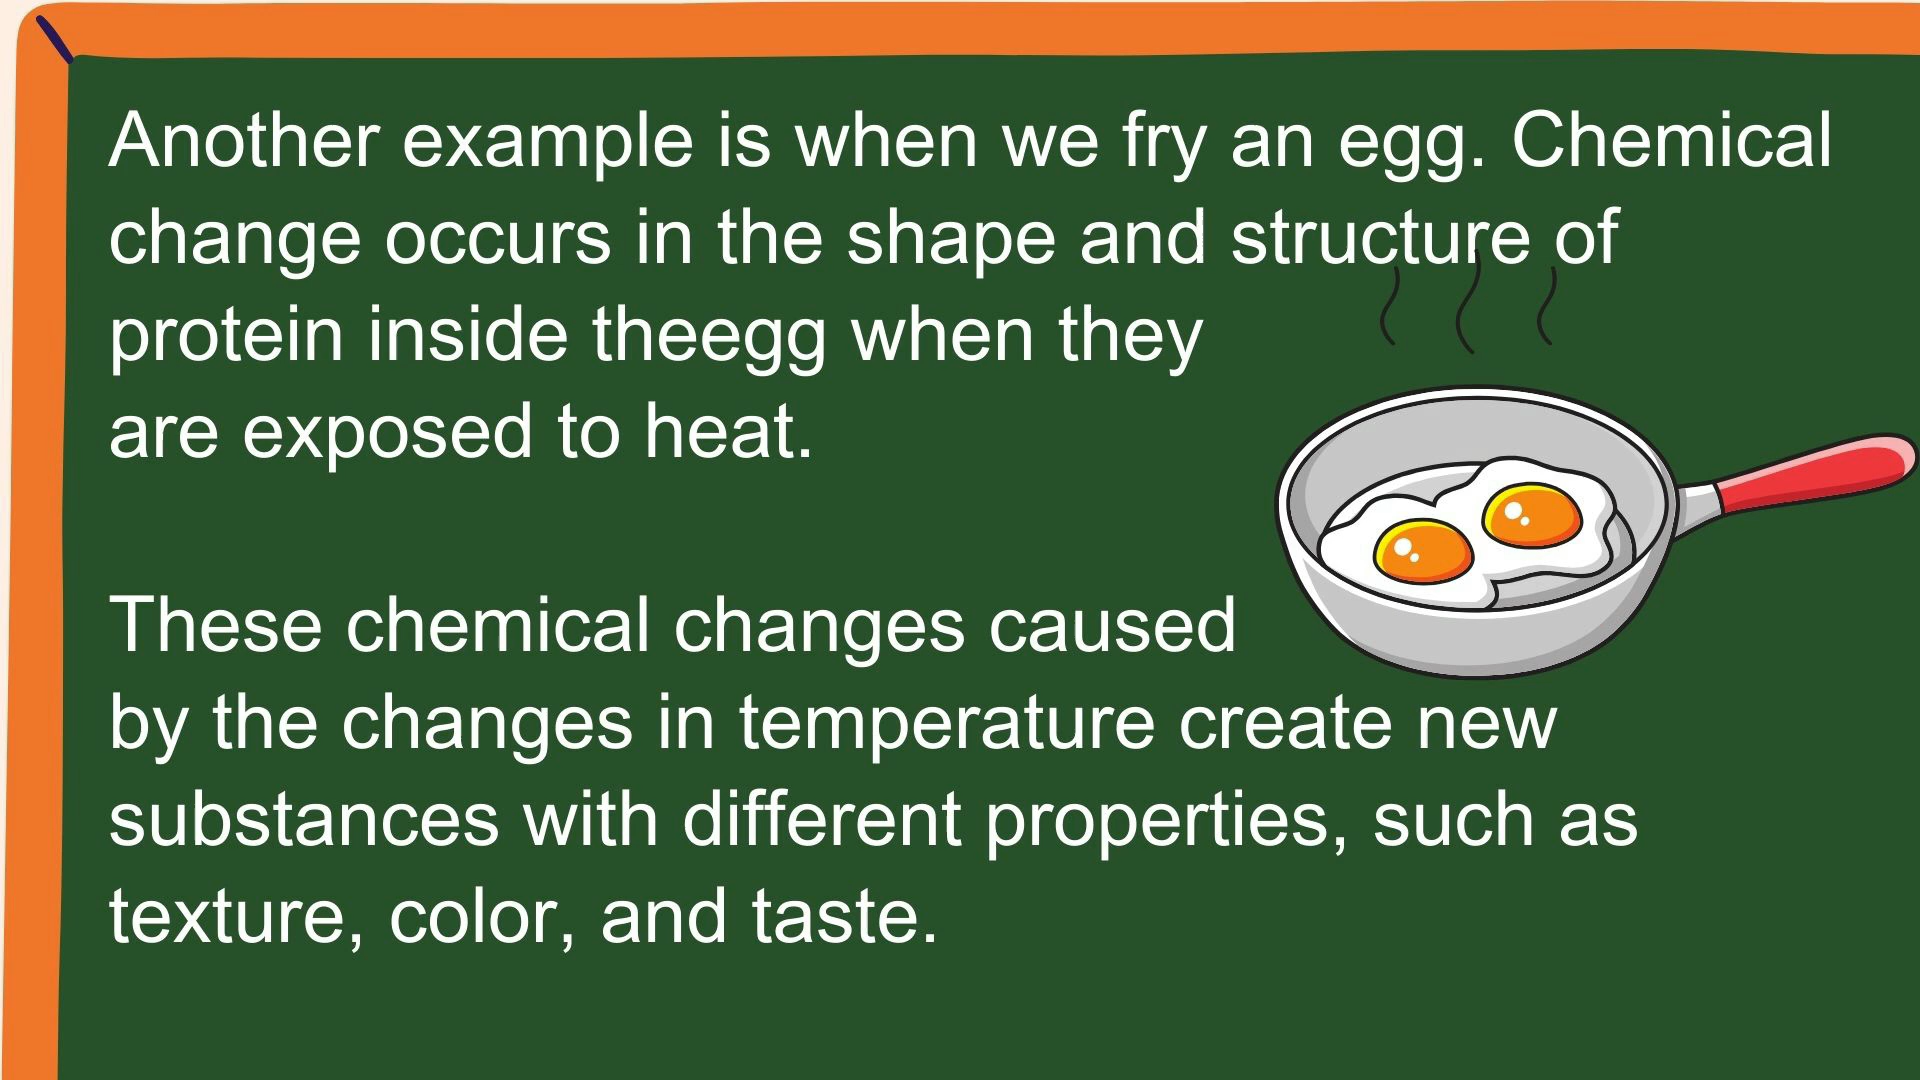 Another example is when we fry an egg. Chemical
change occurs in the shape and structure of
protein inside theegg when they
are exposed to heat.
These chemical changes caused
by the changes in temperature create new
substances with different properties, such as
texture, color, and taste.